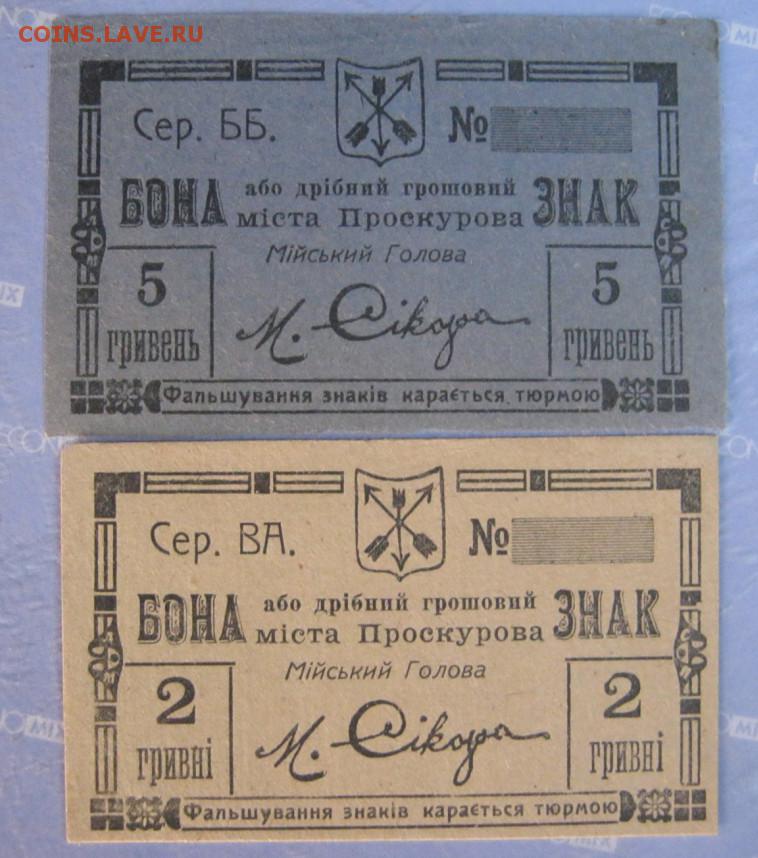 COINS.LAVE.RU
ECONO MIX
Сер. ББ. №
БОНА або дрібний грошовий ЗНАК
міста Проскурова
Мійський Голова
5 5
гривень гривень
М. Сікора
Фальшування знаків карається тюрмою
Сер. ВА. №
БОНА або дрібний грошовий ЗНАК
міста Проскурова
Мійський Голова
2 2
гривні гривні
М. Сікора
Фальшування знаків карається тюрмою